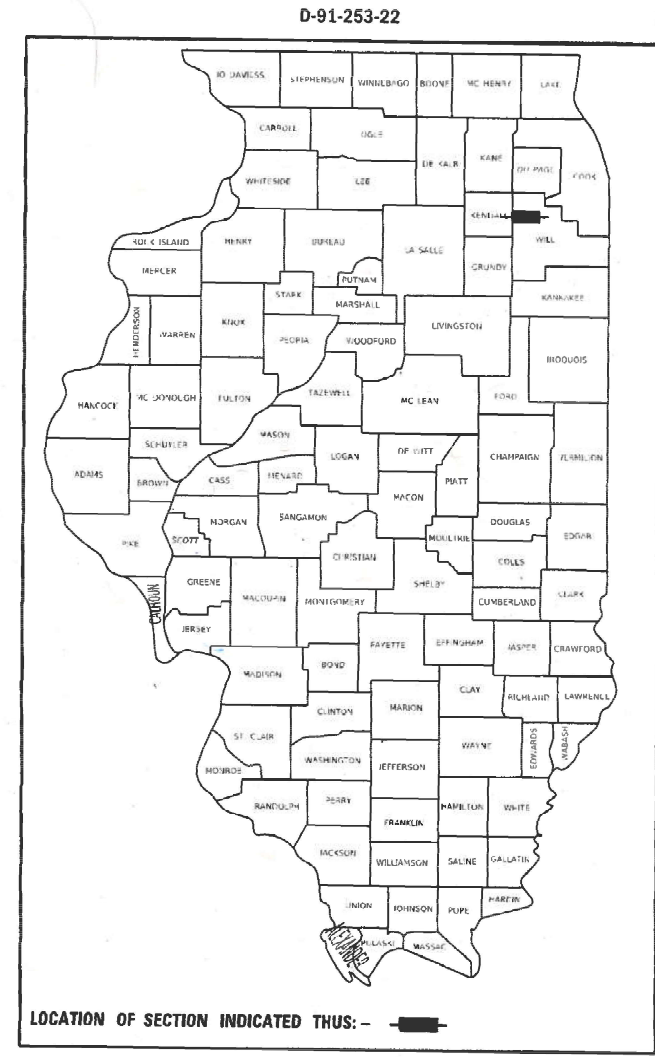 D-91-253-22
JO DAVIESS STEPHENSON WINNEBAGO BOONE MC HENRY LAKE
CARROLL OGLE
DE KALB KANE DU PAGE COOK
WHITESIDE LEE
KENDALL
ROCK ISLAND HENRY BUREAU LA SALLE WILL
MERCER PUTNAM GRUNDY
STARK MARSHALL KANKAKEE
HENDERSON WARREN KNOX PEORIA WOODFORD LIVINGSTON
IROQUOIS
HANCOCK MC DONOUGH FULTON TAZEWELL MC LEAN FORD
SCHUYLER MASON LOGAN DE WITT CHAMPAIGN VERMILION
ADAMS BROWN CASS MENARD MACON PIATT
PIKE SCOTT MORGAN SANGAMON CHRISTIAN MOULTRIE DOUGLAS EDGAR
COLES
CALHOUN GREENE MACOUPIN MONTGOMERY SHELBY CUMBERLAND CLARK
JERSEY FAYETTE EFFINGHAM JASPER CRAWFORD
MADISON BOND
CLAY RICHLAND LAWRENCE
CLINTON MARION
ST. CLAIR WAYNE EDWARDS WABASH
MONROE WASHINGTON JEFFERSON
RANDOLPH PERRY HAMILTON WHITE
FRANKLIN
JACKSON WILLIAMSON SALINE GALLATIN
UNION JOHNSON POPE HARDIN
ALEXANDER PULASKI MASSAC
LOCATION OF SECTION INDICATED THUS:-